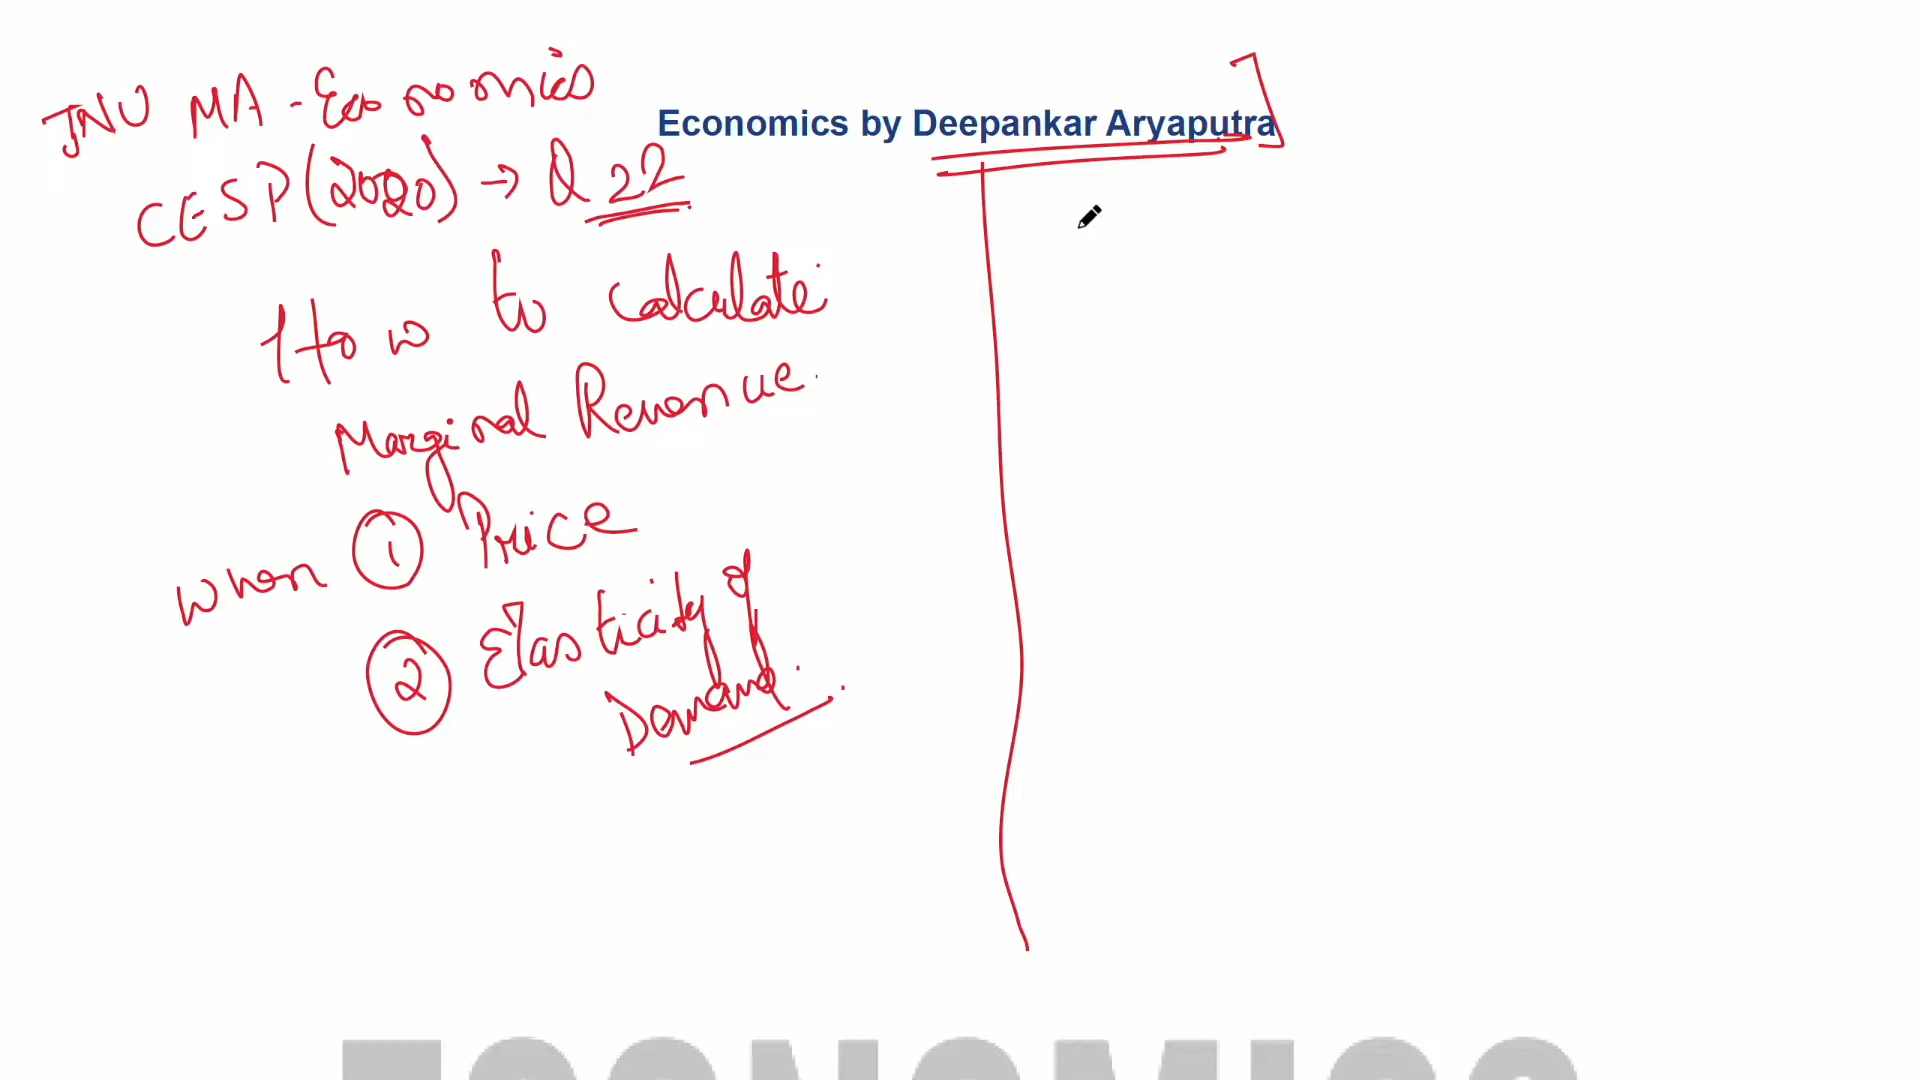 JNU MA - Economics
Economics by Deepankar Aryaputra
CESP (2020) → Q 22
How to calculate
Marginal Revenue.
when ① Price
② Elasticity of
Demand.
ECONOMICS